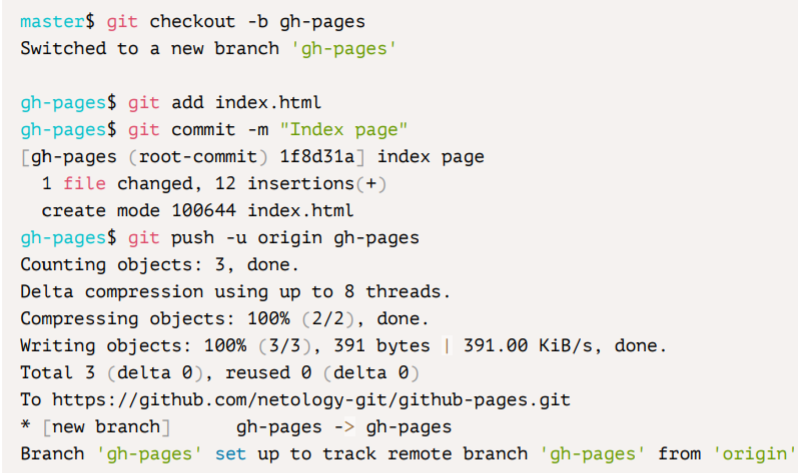 master$ git checkout -b gh-pages
Switched to a new branch 'gh-pages'
gh-pages$ git add index.html
gh-pages$ git commit -m "Index page"
[gh-pages (root-commit) 1f8d31a] index page
1 file changed, 12 insertions(+)
create mode 100644 index.html
gh-pages$ git push -u origin gh-pages
Counting objects: 3, done.
Delta compression using up to 8 threads.
Compressing objects: 100% (2/2), done.
Writing objects: 100% (3/3), 391 bytes | 391.00 KiB/s, done.
Total 3 (delta 0), reused 0 (delta 0)
To https://github.com/netology-git/github-pages.git
* [new branch] gh-pages -> gh-pages
Branch 'gh-pages' set up to track remote branch 'gh-pages' from 'origin'